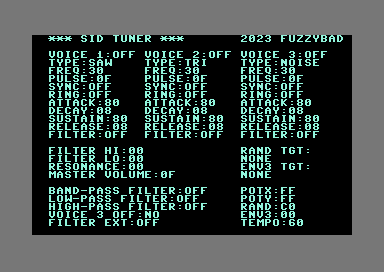 *** SID TUNER *** 2023 FUZZYBAD
VOICE 1:OFF VOICE 2:OFF VOICE 3:OFF
TYPE:SAW TYPE:TRI TYPE:NOISE
FREQ:30 FREQ:30 FREQ:30
PULSE:0F PULSE:0F PULSE:0F
SYNC:OFF SYNC:OFF SYNC:OFF
RING:OFF RING:OFF RING:OFF
ATTACK:80 ATTACK:80 ATTACK:80
DECAY:08 DECAY:08 DECAY:08
SUSTAIN:80 SUSTAIN:80 SUSTAIN:80
RELEASE:08 RELEASE:08 RELEASE:08
FILTER:OFF FILTER:OFF FILTER:OFF
FILTER HI:00 RAND TGT:
FILTER LO:00 NONE
RESONANCE:00 ENV3 TGT:
MASTER VOLUME:0F NONE
BAND-PASS FILTER:OFF POTX:FF
LOW-PASS FILTER:OFF POTY:FF
HIGH-PASS FILTER:OFF RAND:C0
VOICE 3 OFF:NO ENV3:00
FILTER EXT:OFF TEMPO:60